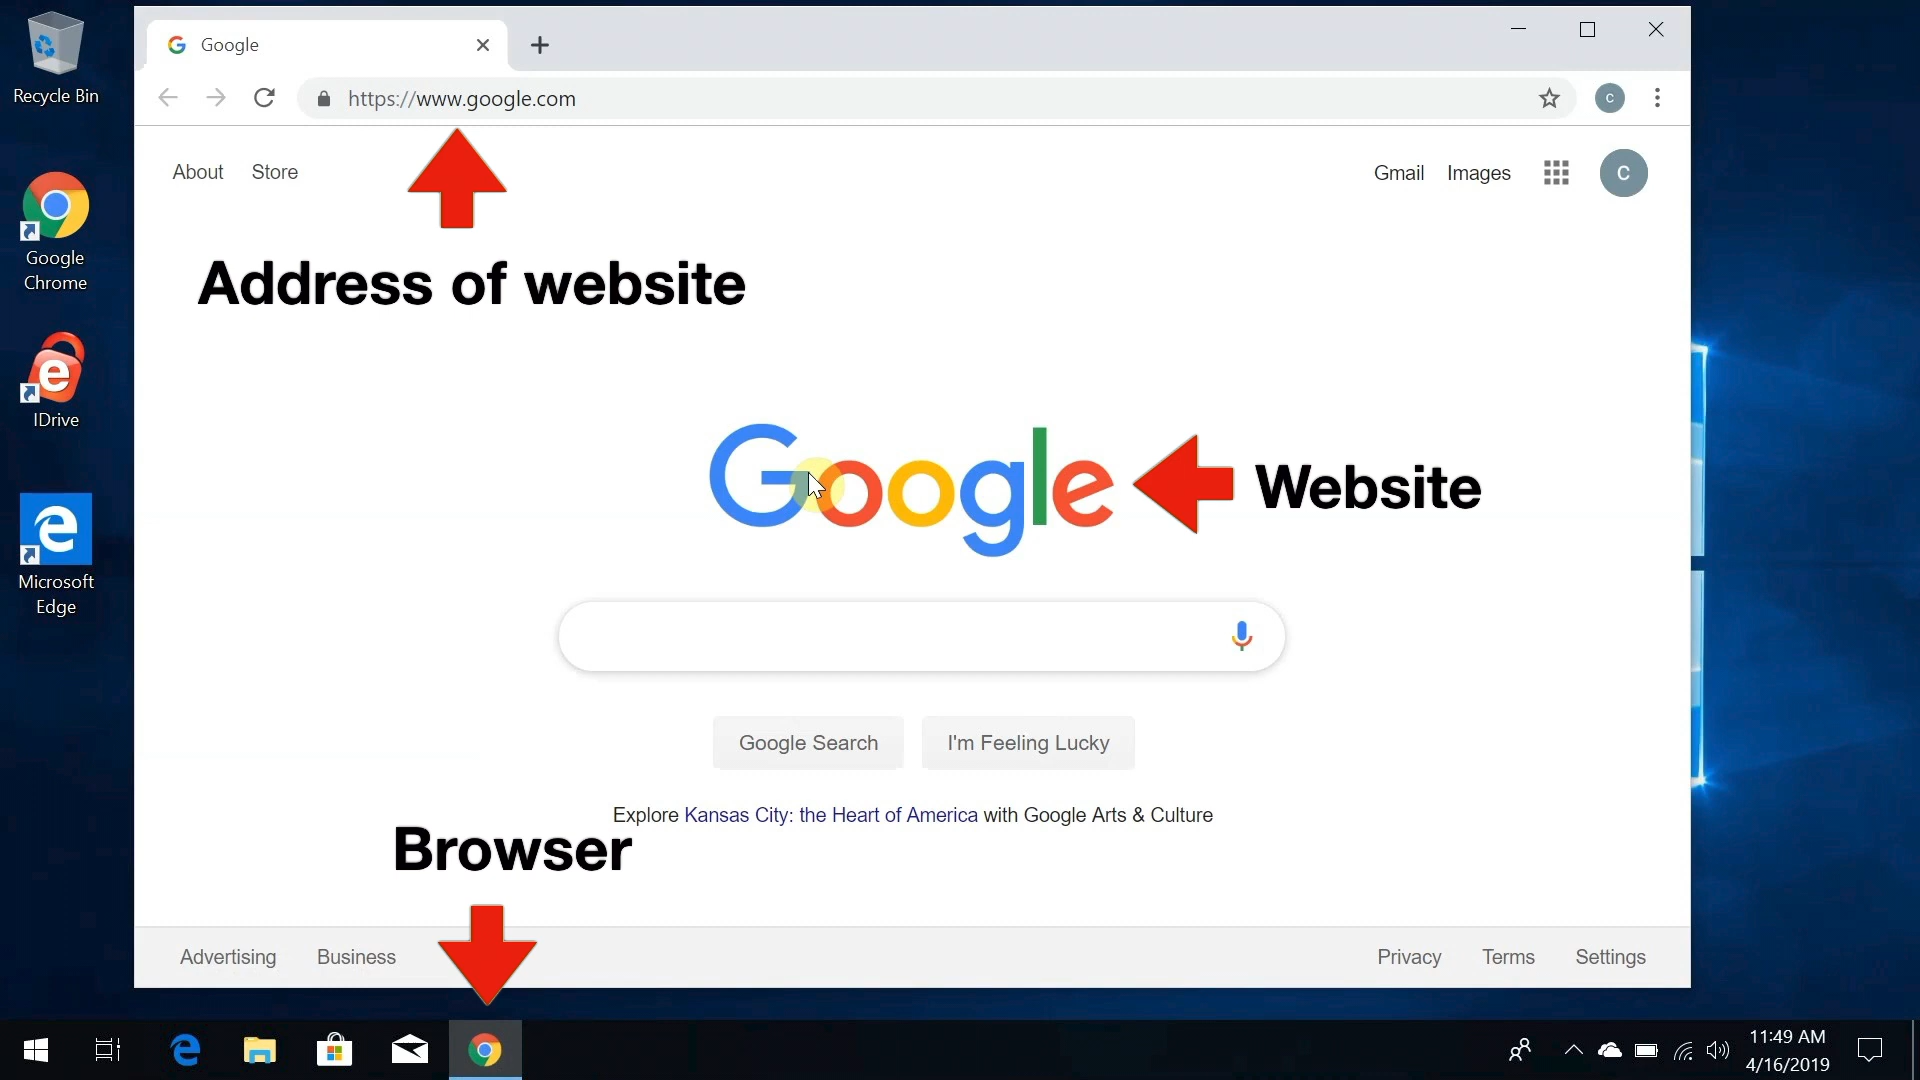 Recycle Bin
Google
Chrome
IDrive
Microsoft
Edge
Google
https://www.google.com
C
About Store
Gmail Images
C
Address of website
Google
Website
Google Search I'm Feeling Lucky
Explore Kansas City: the Heart of America with Google Arts & Culture
Browser
Advertising Business
Privacy Terms Settings
11:49 AM
4/16/2019